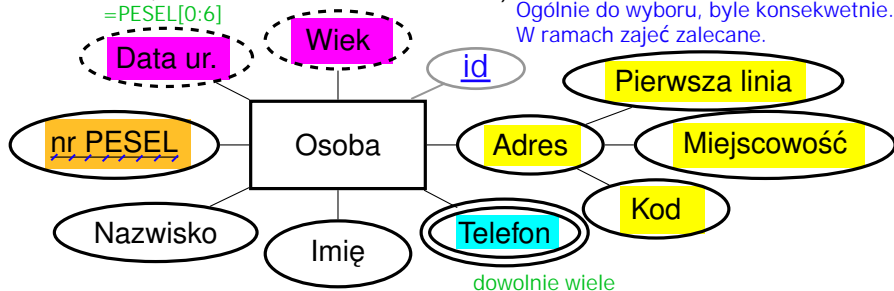 =PESEL[0:6]
Ogólnie do wyboru, byle konsekwetnie.
W ramach zajeć zalecane.
Data ur.
Wiek
id
Pierwsza linia
nr PESEL
Osoba
Adres
Miejscowość
Kod
Nazwisko
Imię
Telefon
dowolnie wiele